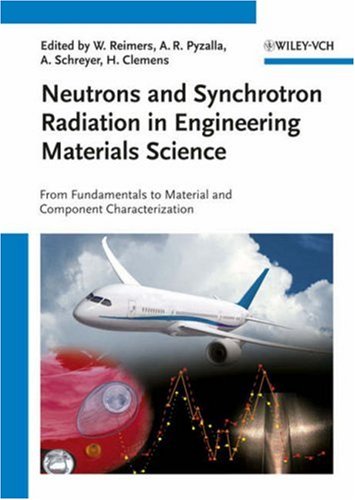 Edited by W. Reimers, A. R. Pyzalla,
A. Schreyer, H. Clemens
WILEY-VCH
Neutrons and Synchrotron
Radiation in Engineering
Materials Science
From Fundamentals to Material and
Component Characterization